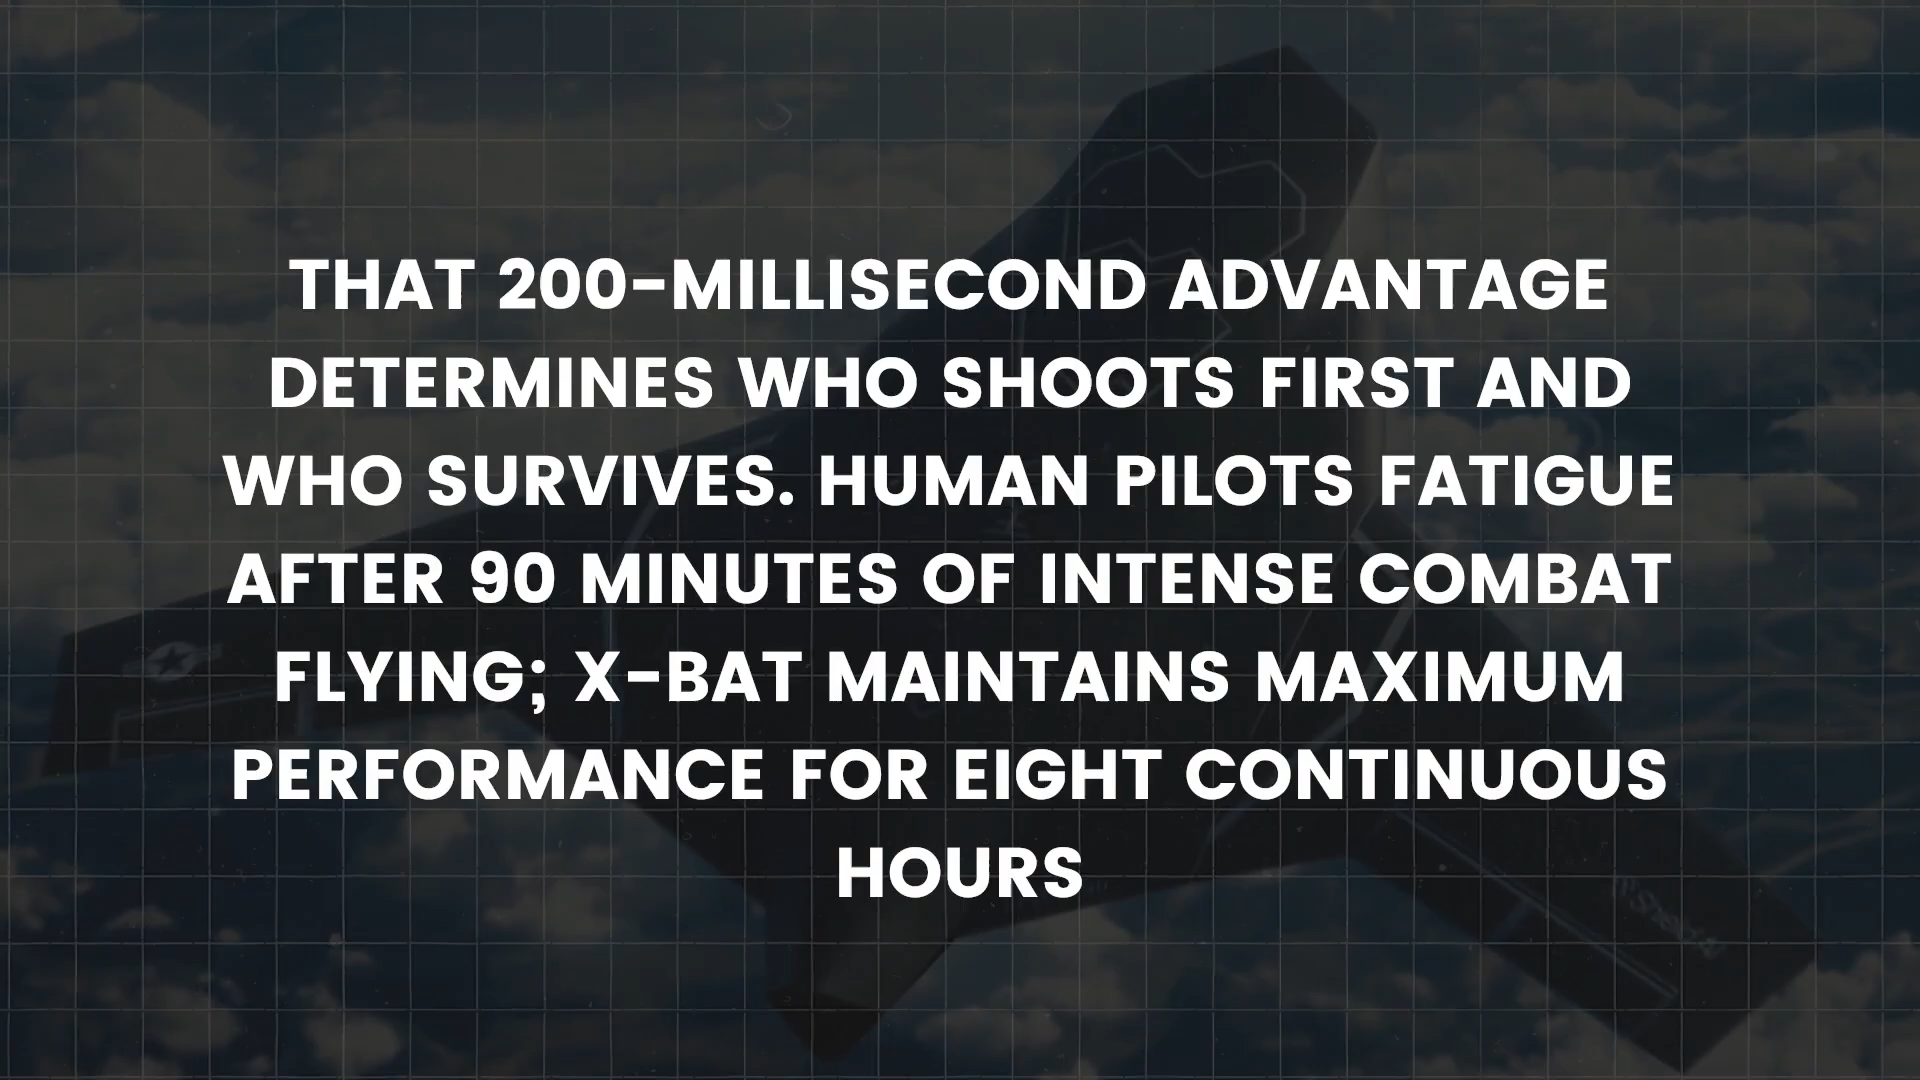 THAT 200-MILLISECOND ADVANTAGE
DETERMINES WHO SHOOTS FIRST AND
WHO SURVIVES. HUMAN PILOTS FATIGUE
AFTER 90 MINUTES OF INTENSE COMBAT
FLYING; X-BAT MAINTAINS MAXIMUM
PERFORMANCE FOR EIGHT CONTINUOUS
HOURS